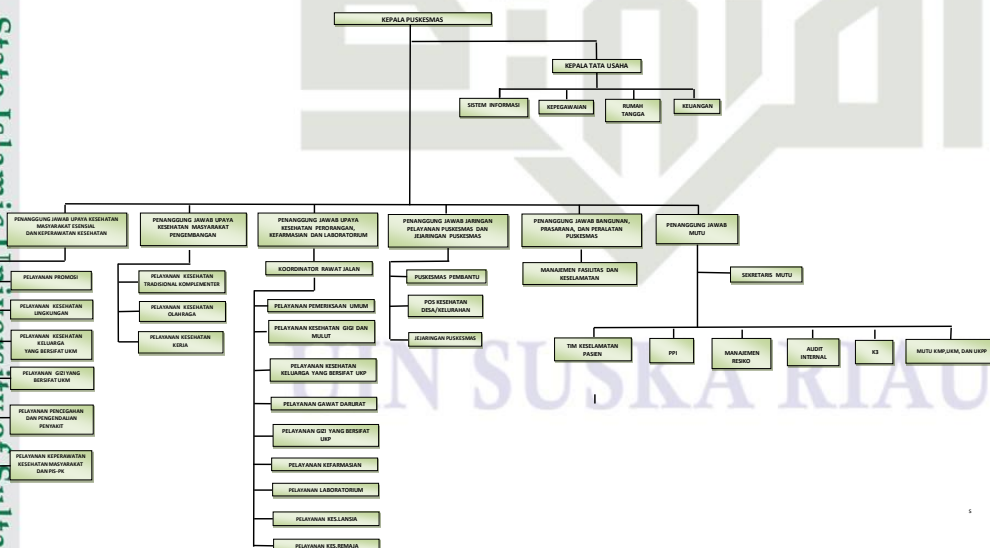 KEPALA PUSKESMAS
KEPALA TATA USAHA
SISTEM INFORMASI
KEPEGAWAIAN
RUMAH
TANGGA
KEUANGAN
PENANGGUNG JAWAB UPAYA KESEHATAN
MASYARAKAT ESENSIAL
DAN KEPERAWATAN KESEHATAN
PENANGGUNG JAWAB UPAYA
KESEHATAN MASYARAKAT
PENGEMBANGAN
PENANGGUNG JAWAB UPAYA
KESEHATAN PERORANGAN,
KEFARMASIAN DAN LABORATORIUM
PENANGGUNG JAWAB JARINGAN
PELAYANAN PUSKESMAS DAN
JEJARINGAN PUSKESMAS
PENANGGUNG JAWAB BANGUNAN,
PRASARANA, DAN PERALATAN
PUSKESMAS
PENANGGUNG JAWAB
MUTU
PELAYANAN PROMOSI
PELAYANAN KESEHATAN
LINGKUNGAN
PELAYANAN KESEHATAN
KELUARGA
YANG BERSIFAT UKM
PELAYANAN GIZI YANG
BERSIFAT UKM
PELAYANAN PENCEGAHAN
DAN PENGENDALIAN
PENYAKIT
PELAYANAN KEPERAWATAN
KESEHATAN MASYARAKAT
DAN PIS-PK
PELAYANAN KESEHATAN
TRADISIONAL KOMPLEMENTER
PELAYANAN KESEHATAN
OLAHRAGA
PELAYANAN KESEHATAN
KERJA
KOORDINATOR RAWAT JALAN
PELAYANAN PEMERIKSAAN UMUM
PELAYANAN KESEHATAN GIGI DAN
MULUT
PELAYANAN KESEHATAN
KELUARGA YANG BERSIFAT UKP
PELAYANAN GAWAT DARURAT
PELAYANAN GIZI YANG BERSIFAT
UKP
PELAYANAN KEFARMASIAN
PELAYANAN LABORATORIUM
PELAYANAN KES.LANSIA
PELAYANAN KES.REMAJA
PUSKESMAS PEMBANTU
POS KESEHATAN
DESA/KELURAHAN
JEJARINGAN PUSKESMAS
MANAJEMEN FASILITAS DAN
KESELAMATAN
SEKRETARIS MUTU
TIM KESELAMATAN
PASIEN
PPI
MANAJEMEN
RESIKO
AUDIT
INTERNAL
K3
MUTU KMP,UKM, DAN UKPP
UIN SUSKA RIAU
5